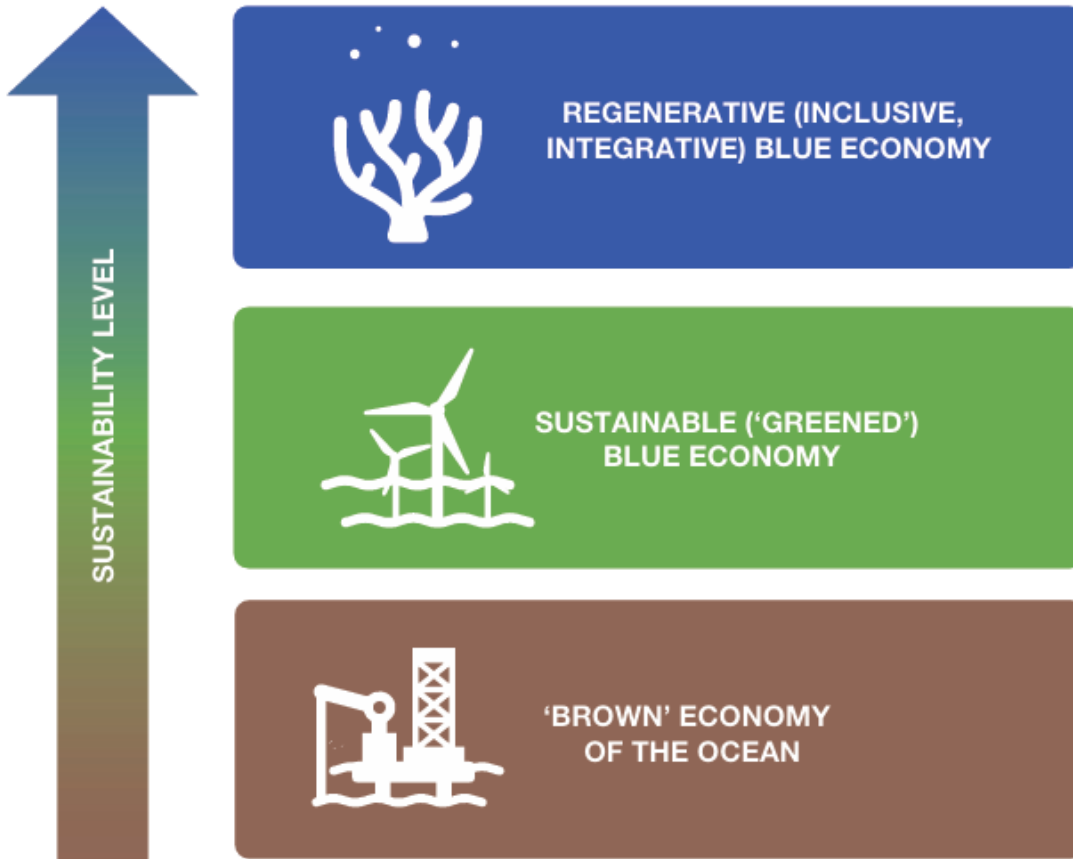 SUSTAINABILITY LEVEL
REGENERATIVE (INCLUSIVE,
INTEGRATIVE) BLUE ECONOMY
SUSTAINABLE (‘GREENED’)
BLUE ECONOMY
‘BROWN’ ECONOMY
OF THE OCEAN